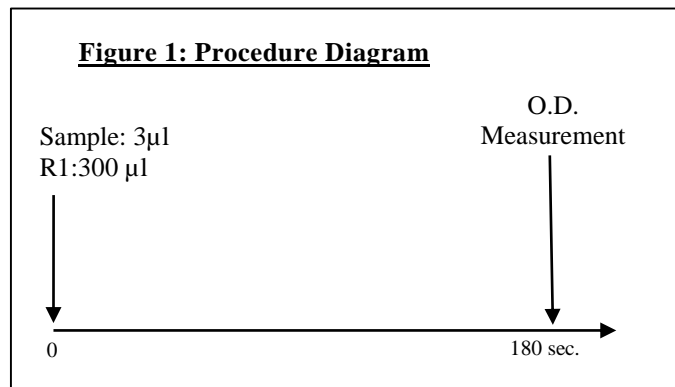 Figure 1: Procedure Diagram
O.D.
Measurement
Sample: 3µl
R1:300 µl
0
180 sec.